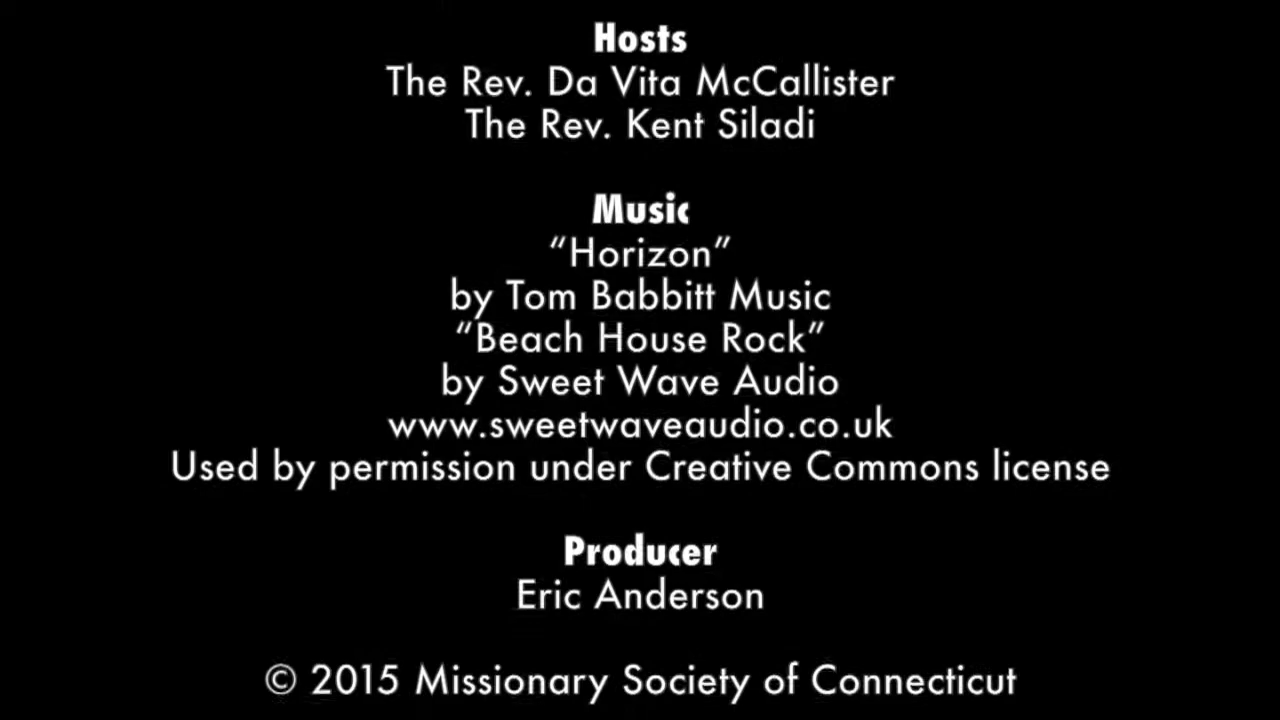 Hosts
The Rev. Da Vita McCallister
The Rev. Kent Siladi
Music
“Horizon”
by Tom Babbitt Music
“Beach House Rock”
by Sweet Wave Audio
www.sweetwaveaudio.co.uk
Used by permission under Creative Commons license
Producer
Eric Anderson
© 2015 Missionary Society of Connecticut